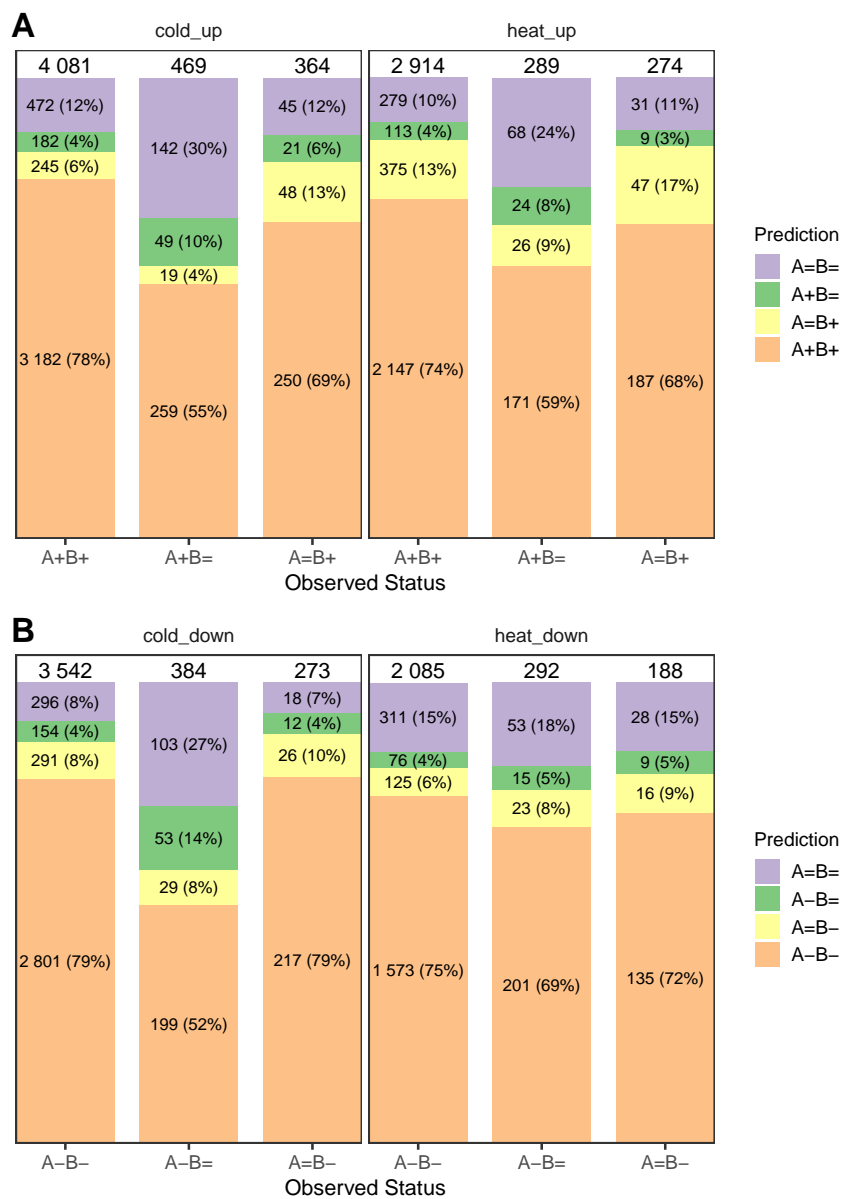 A
cold_up heat_up
4 081 469 364 2 914 289 274
472 (12%) 142 (30%) 45 (12%) 279 (10%) 68 (24%) 31 (11%)
182 (4%) 49 (10%) 21 (6%) 113 (4%) 24 (8%) 9 (3%)
245 (6%) 19 (4%) 48 (13%) 375 (13%) 26 (9%) 47 (17%)
3 182 (78%) 259 (55%) 250 (69%) 2 147 (74%) 171 (59%) 187 (68%)
A+B+ A+B= A=B+ A+B+ A+B= A=B+
Observed Status
Prediction
A=B=
A+B=
A=B+
A+B+
B
cold_down heat_down
3 542 384 273 2 085 292 188
296 (8%) 103 (27%) 18 (7%) 311 (15%) 53 (18%) 28 (15%)
154 (4%) 53 (14%) 12 (4%) 76 (4%) 15 (5%) 9 (5%)
291 (8%) 29 (8%) 26 (10%) 125 (6%) 23 (8%) 16 (9%)
2 801 (79%) 199 (52%) 217 (79%) 1 573 (75%) 201 (69%) 135 (72%)
A−B− A−B= A=B− A−B− A−B= A=B−
Observed Status
Prediction
A=B=
A−B=
A=B−
A−B−